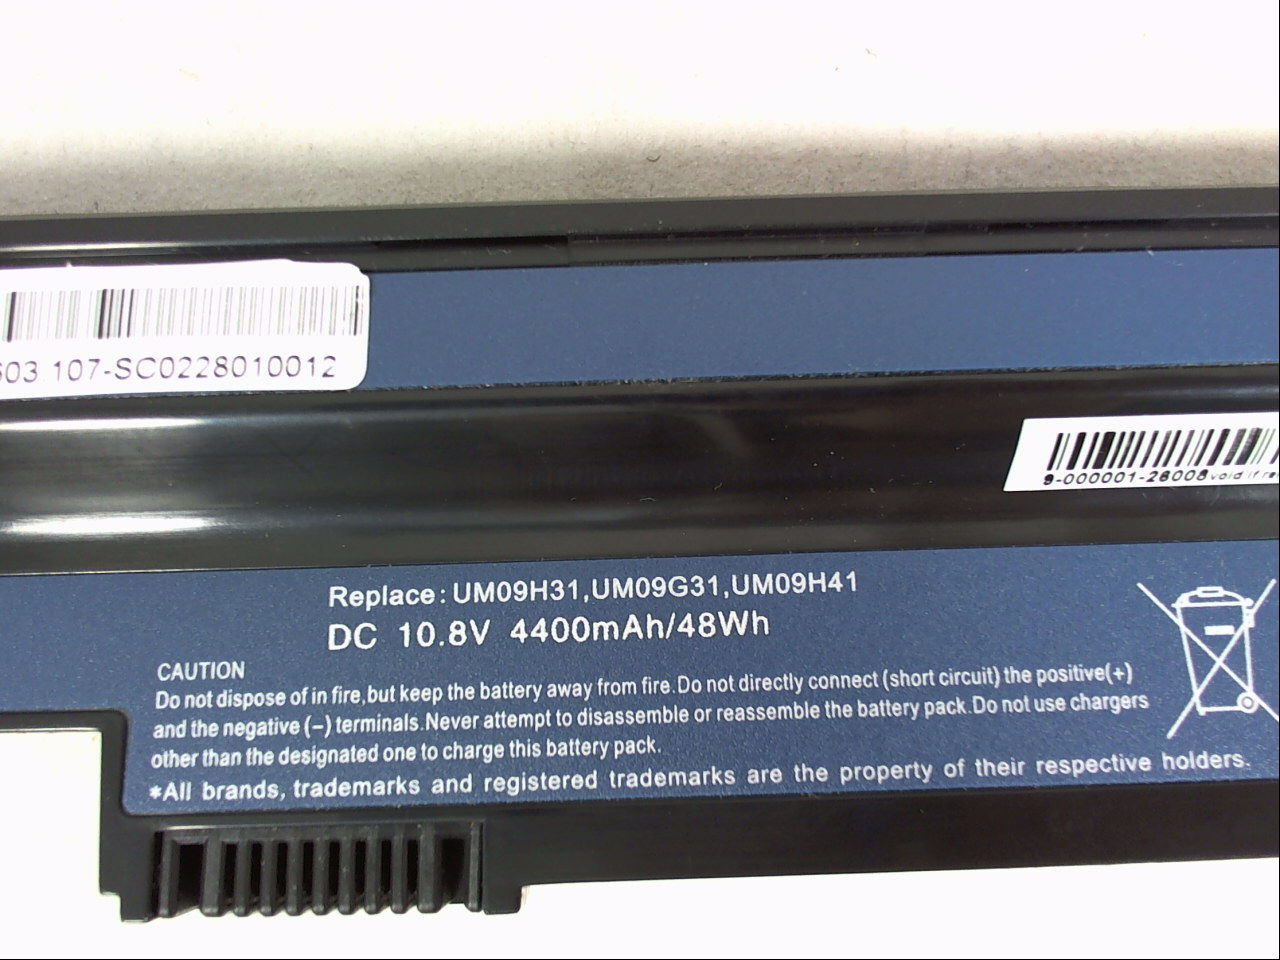 603.107-SC0228010012
9-000001-26008 void if re
Replace: UM09H31,UM09G31,UM09H41
DC 10.8V 4400mAh/48Wh
CAUTION
Do not dispose of in fire,but keep the battery away from fire.Do not directly connect (short circuit) the positive(+)
and the negative (−) terminals.Never attempt to disassemble or reassemble the battery pack.Do not use chargers
other than the designated one to charge this battery pack.
*All brands, trademarks and registered trademarks are the property of their respective holders.